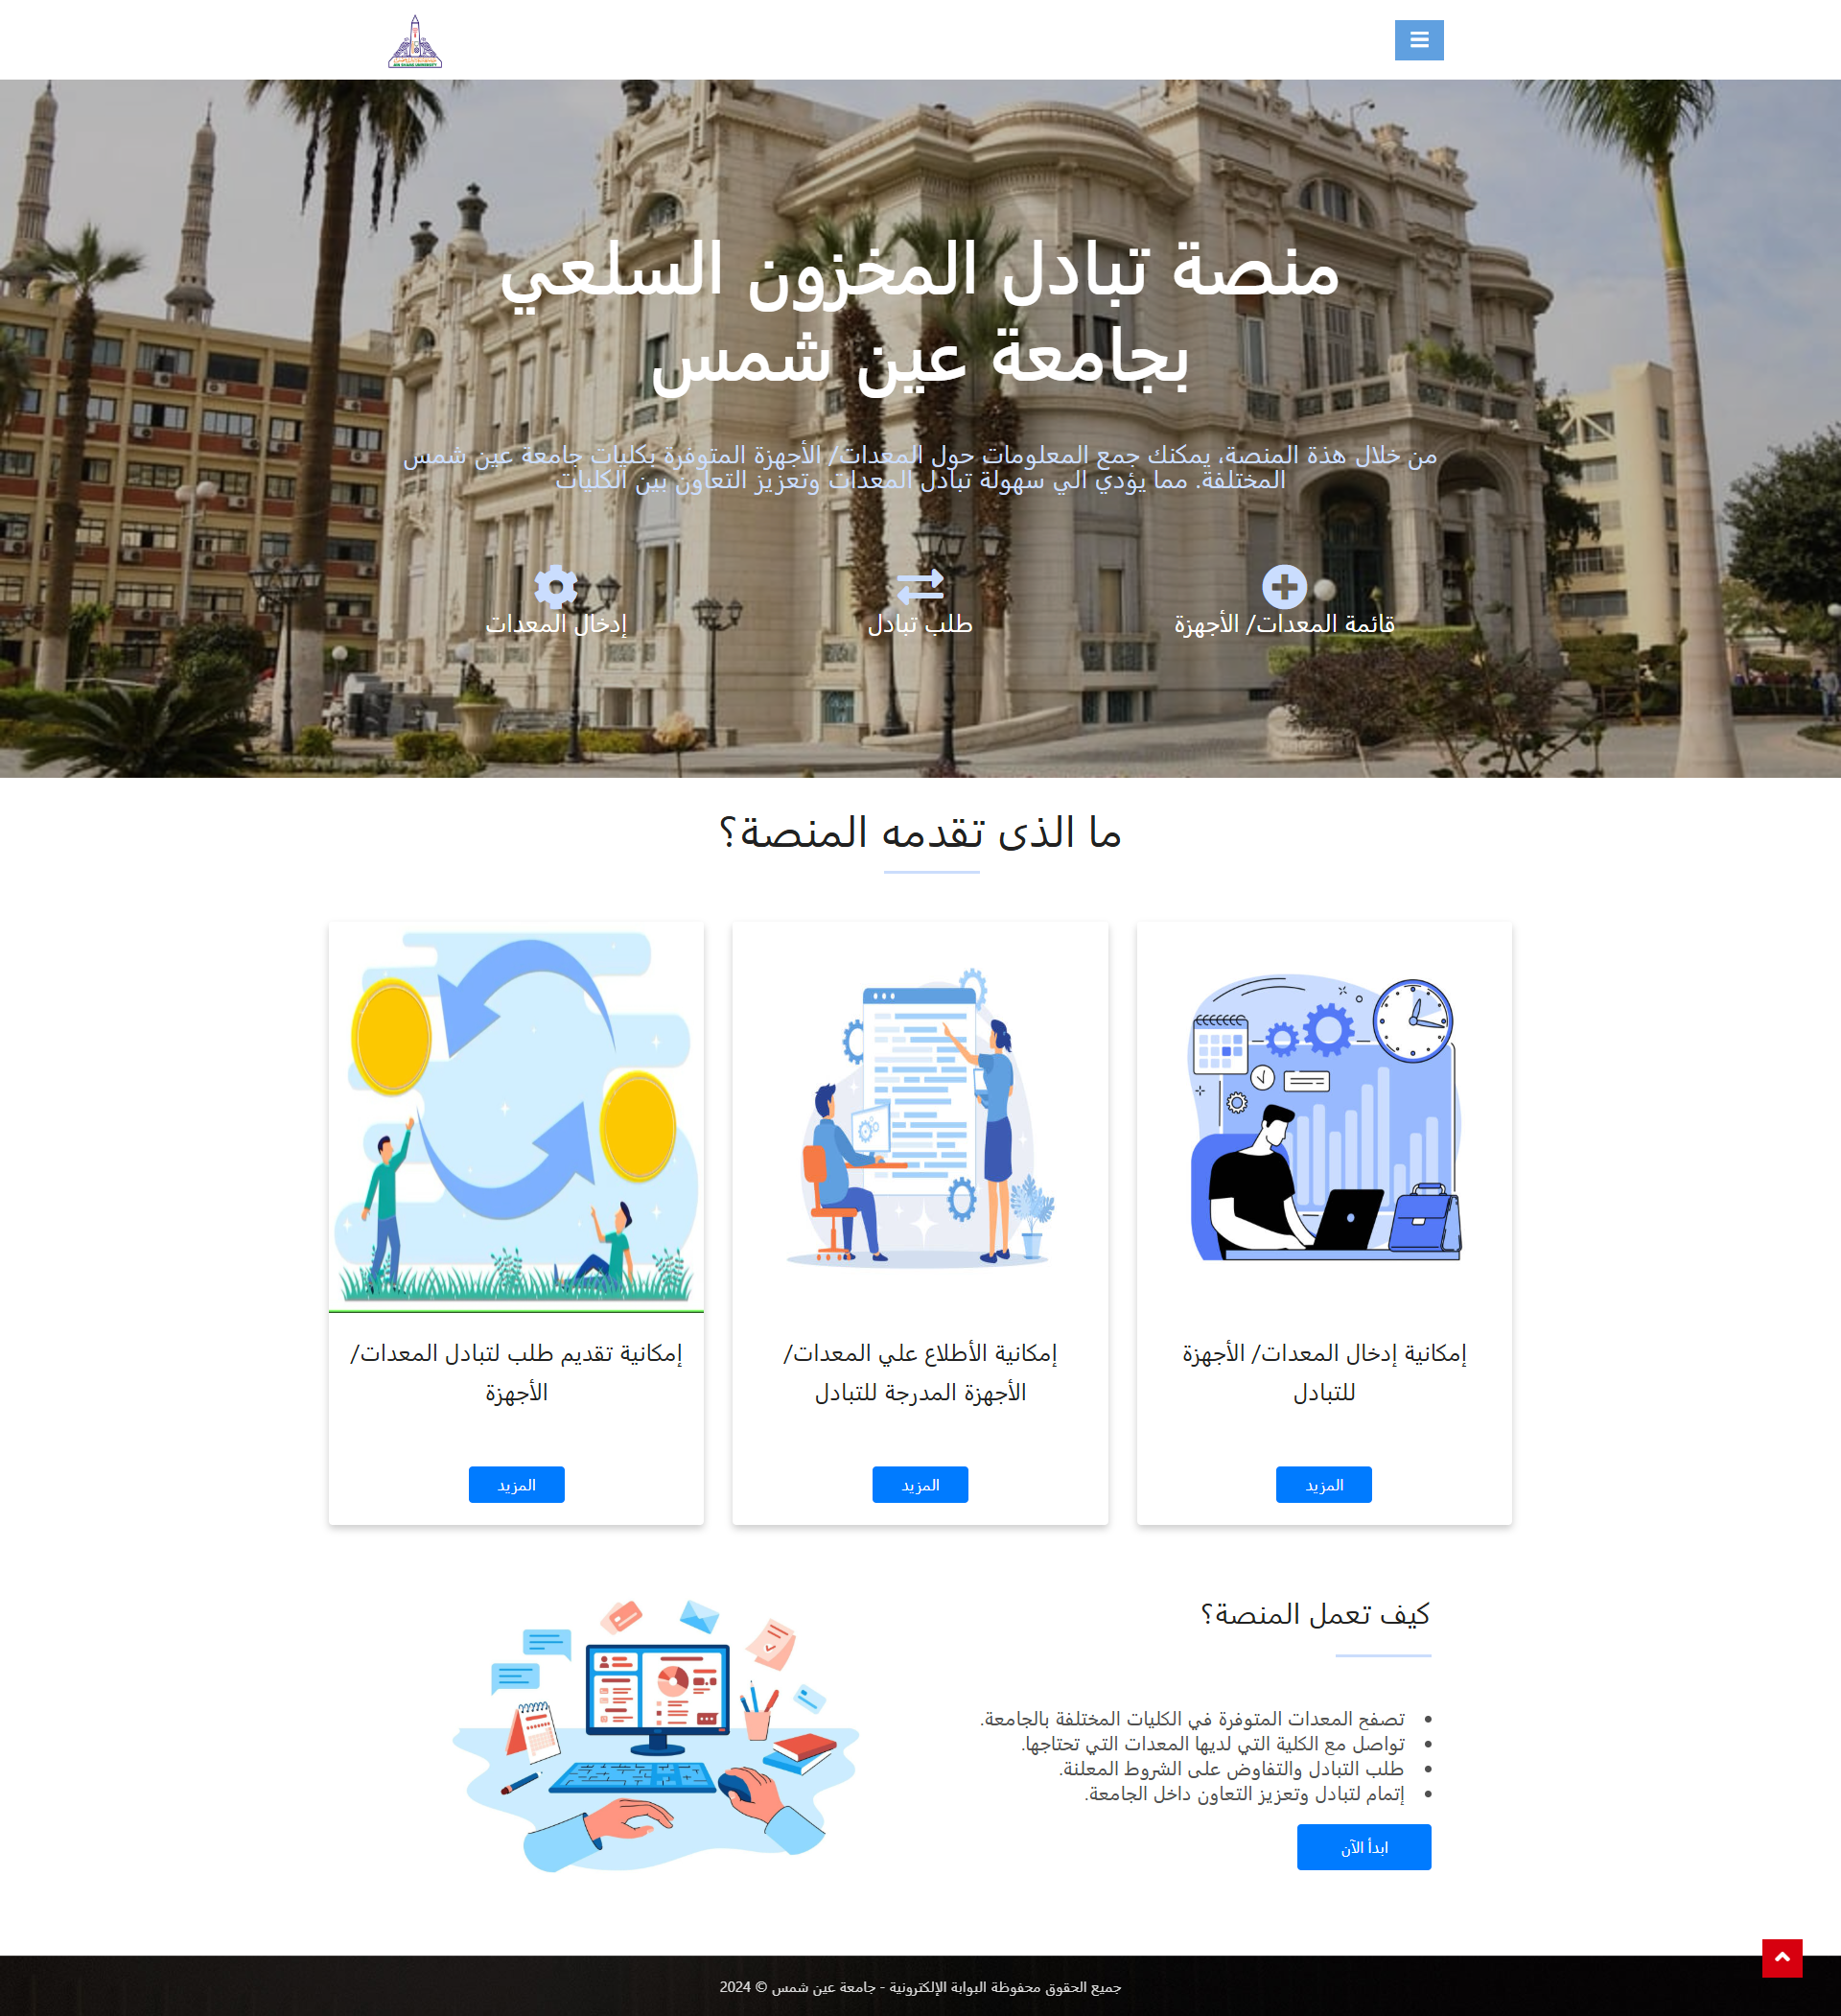 AIN SHAMS UNIVERSITY
منصة تبادل المخزون السلعي
بجامعة عين شمس
من خلال هذة المنصة، يمكنك جمع المعلومات حول المعدات/ الأجهزة المتوفرة بكليات جامعة عين شمس
المختلفة. مما يؤدي الي سهولة تبادل المعدات وتعزيز التعاون بين الكليات
قائمة المعدات/ الأجهزة
طلب تبادل
إدخال المعدات
ما الذى تقدمه المنصة؟
إمكانية إدخال المعدات/ الأجهزة
للتبادل
المزيد
إمكانية الأطلاع علي المعدات/
الأجهزة المدرجة للتبادل
المزيد
إمكانية تقديم طلب لتبادل المعدات/
الأجهزة
المزيد
كيف تعمل المنصة؟
تصفح المعدات المتوفرة في الكليات المختلفة بالجامعة.
تواصل مع الكلية التي لديها المعدات التي تحتاجها.
طلب التبادل والتفاوض على الشروط المعلنة.
إتمام لتبادل وتعزيز التعاون داخل الجامعة.
ابدأ الآن
جميع الحقوق محفوظة البوابة الإلكترونية - جامعة عين شمس © 2024